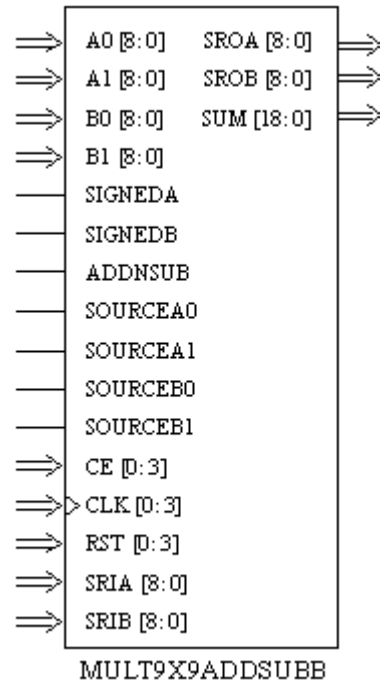 A0 [8:0] SROA [8:0]
A1 [8:0] SROB [8:0]
B0 [8:0] SUM [18:0]
B1 [8:0]
SIGNEDA
SIGNEDB
ADDNSUB
SOURCEA0
SOURCEA1
SOURCEB0
SOURCEB1
CE [0:3]
CLK [0:3]
RST [0:3]
SRIA [8:0]
SRIB [8:0]
MULT9X9ADDSUBB